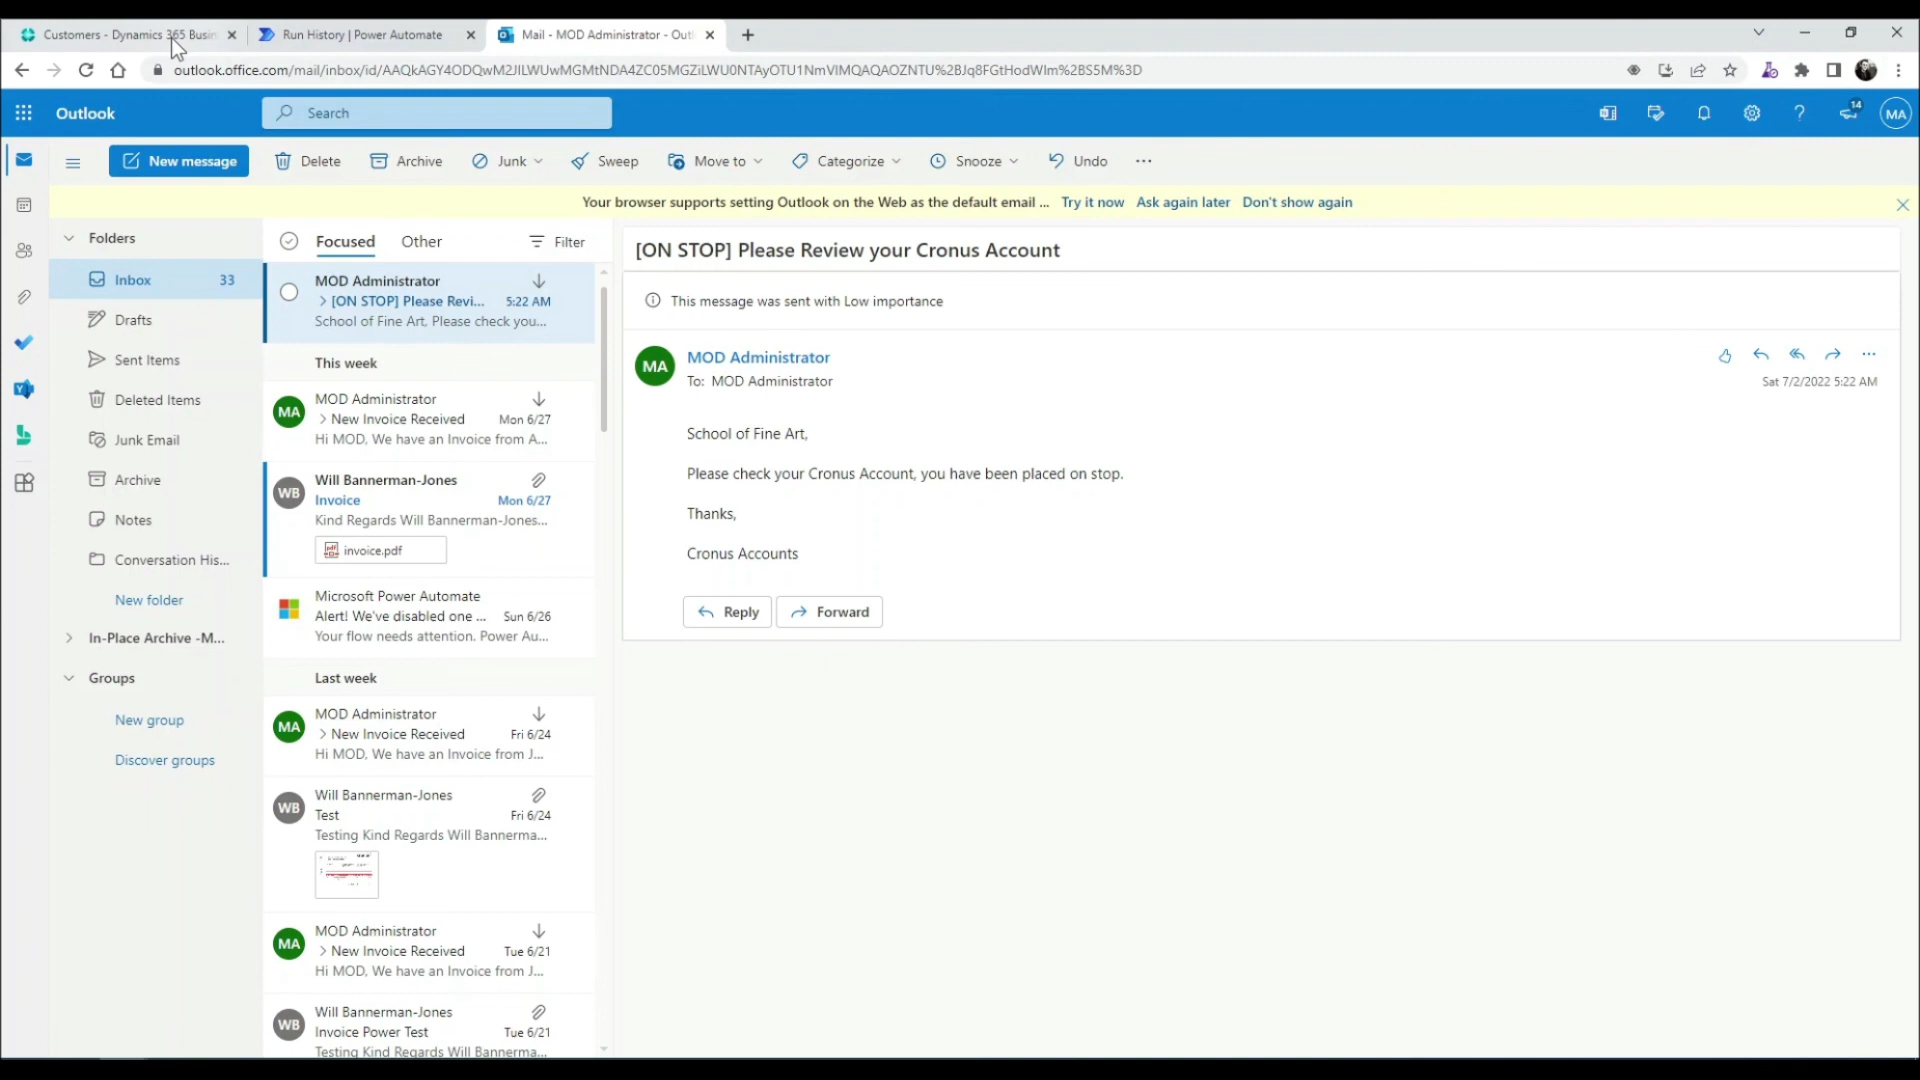 Customers - Dynamics 365 Busin
Run History | Power Automate
Mail - MOD Administrator - Outl
outlook.office.com/mail/inbox/id/AAQkAGY4ODQwM2JlLWUwMGMtNDA4ZC05MGZiLWU0NTAyOTU1NmVlMQAQAOZNTU%2BJq8FGtHodWIm%2BS5M%3D
Outlook
Search
14
MA
New message
Delete
Archive
Junk
Sweep
Move to
Categorize
Snooze
Undo
Your browser supports setting Outlook on the Web as the default email ... Try it now Ask again later Don't show again
Folders
Inbox 33
Drafts
Sent Items
Deleted Items
Junk Email
Archive
Notes
Conversation His...
New folder
In-Place Archive -M...
Groups
New group
Discover groups
Focused Other Filter
MOD Administrator
[ON STOP] Please Revi... 5:22 AM
School of Fine Art, Please check you...
This week
MA
MOD Administrator
> New Invoice Received Mon 6/27
Hi MOD, We have an Invoice from A...
WB
Will Bannerman-Jones
Invoice Mon 6/27
Kind Regards Will Bannerman-Jones...
invoice.pdf
Microsoft Power Automate
Alert! We've disabled one ... Sun 6/26
Your flow needs attention. Power Au...
Last week
MA
MOD Administrator
> New Invoice Received Fri 6/24
Hi MOD, We have an Invoice from J...
WB
Will Bannerman-Jones
Test Fri 6/24
Testing Kind Regards Will Bannerma...
MA
MOD Administrator
> New Invoice Received Tue 6/21
Hi MOD, We have an Invoice from J...
WB
Will Bannerman-Jones
Invoice Power Test Tue 6/21
Testing Kind Regards Will Bannerma...
[ON STOP] Please Review your Cronus Account
This message was sent with Low importance
MA
MOD Administrator
To: MOD Administrator
Sat 7/2/2022 5:22 AM
School of Fine Art,
Please check your Cronus Account, you have been placed on stop.
Thanks,
Cronus Accounts
Reply
Forward